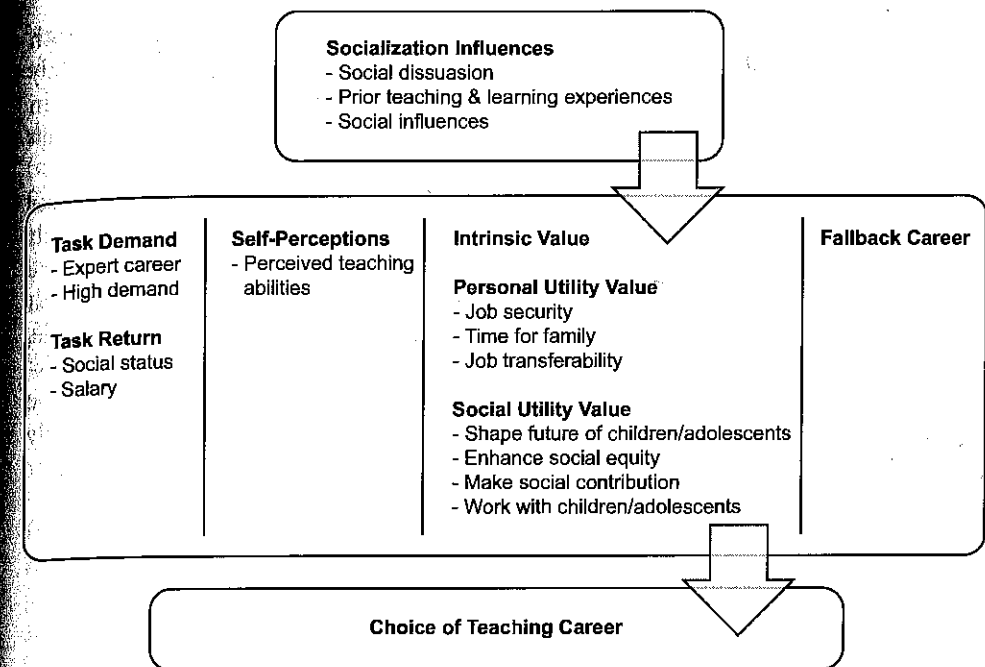 Socialization Influences
- Social dissuasion
- Prior teaching & learning experiences
- Social influences
Task Demand
- Expert career
- High demand
Task Return
- Social status
- Salary
Self-Perceptions
- Perceived teaching
abilities
Intrinsic Value
Personal Utility Value
- Job security
- Time for family
- Job transferability
Social Utility Value
- Shape future of children/adolescents
- Enhance social equity
- Make social contribution
- Work with children/adolescents
Fallback Career
Choice of Teaching Career